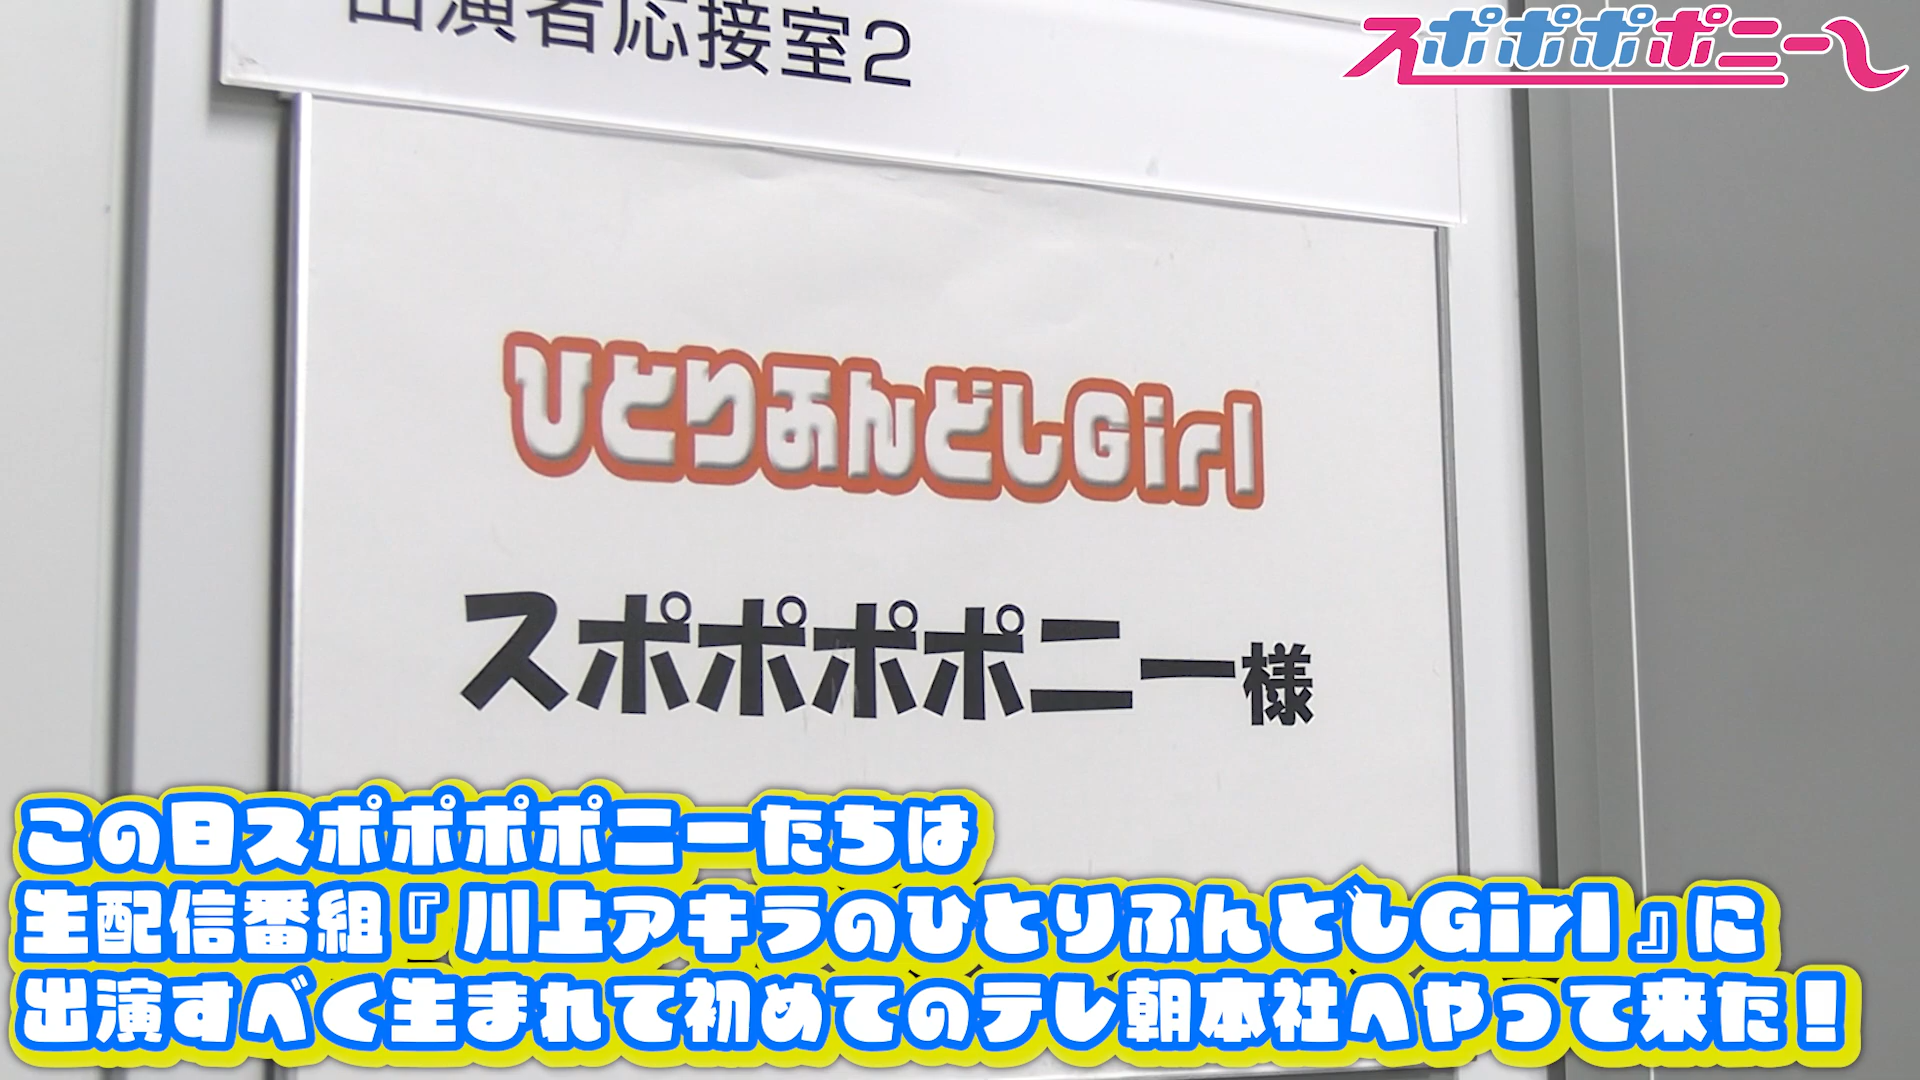 出演者応接室2
スポポポポニー
ひとりふんどしGirl
スポポポポニー様
この日スポポポポニーたちは
生配信番組『川上アキラのひとりふんどしGirl』に
出演すべく生まれて初めてのテレ朝本社へやって来た！